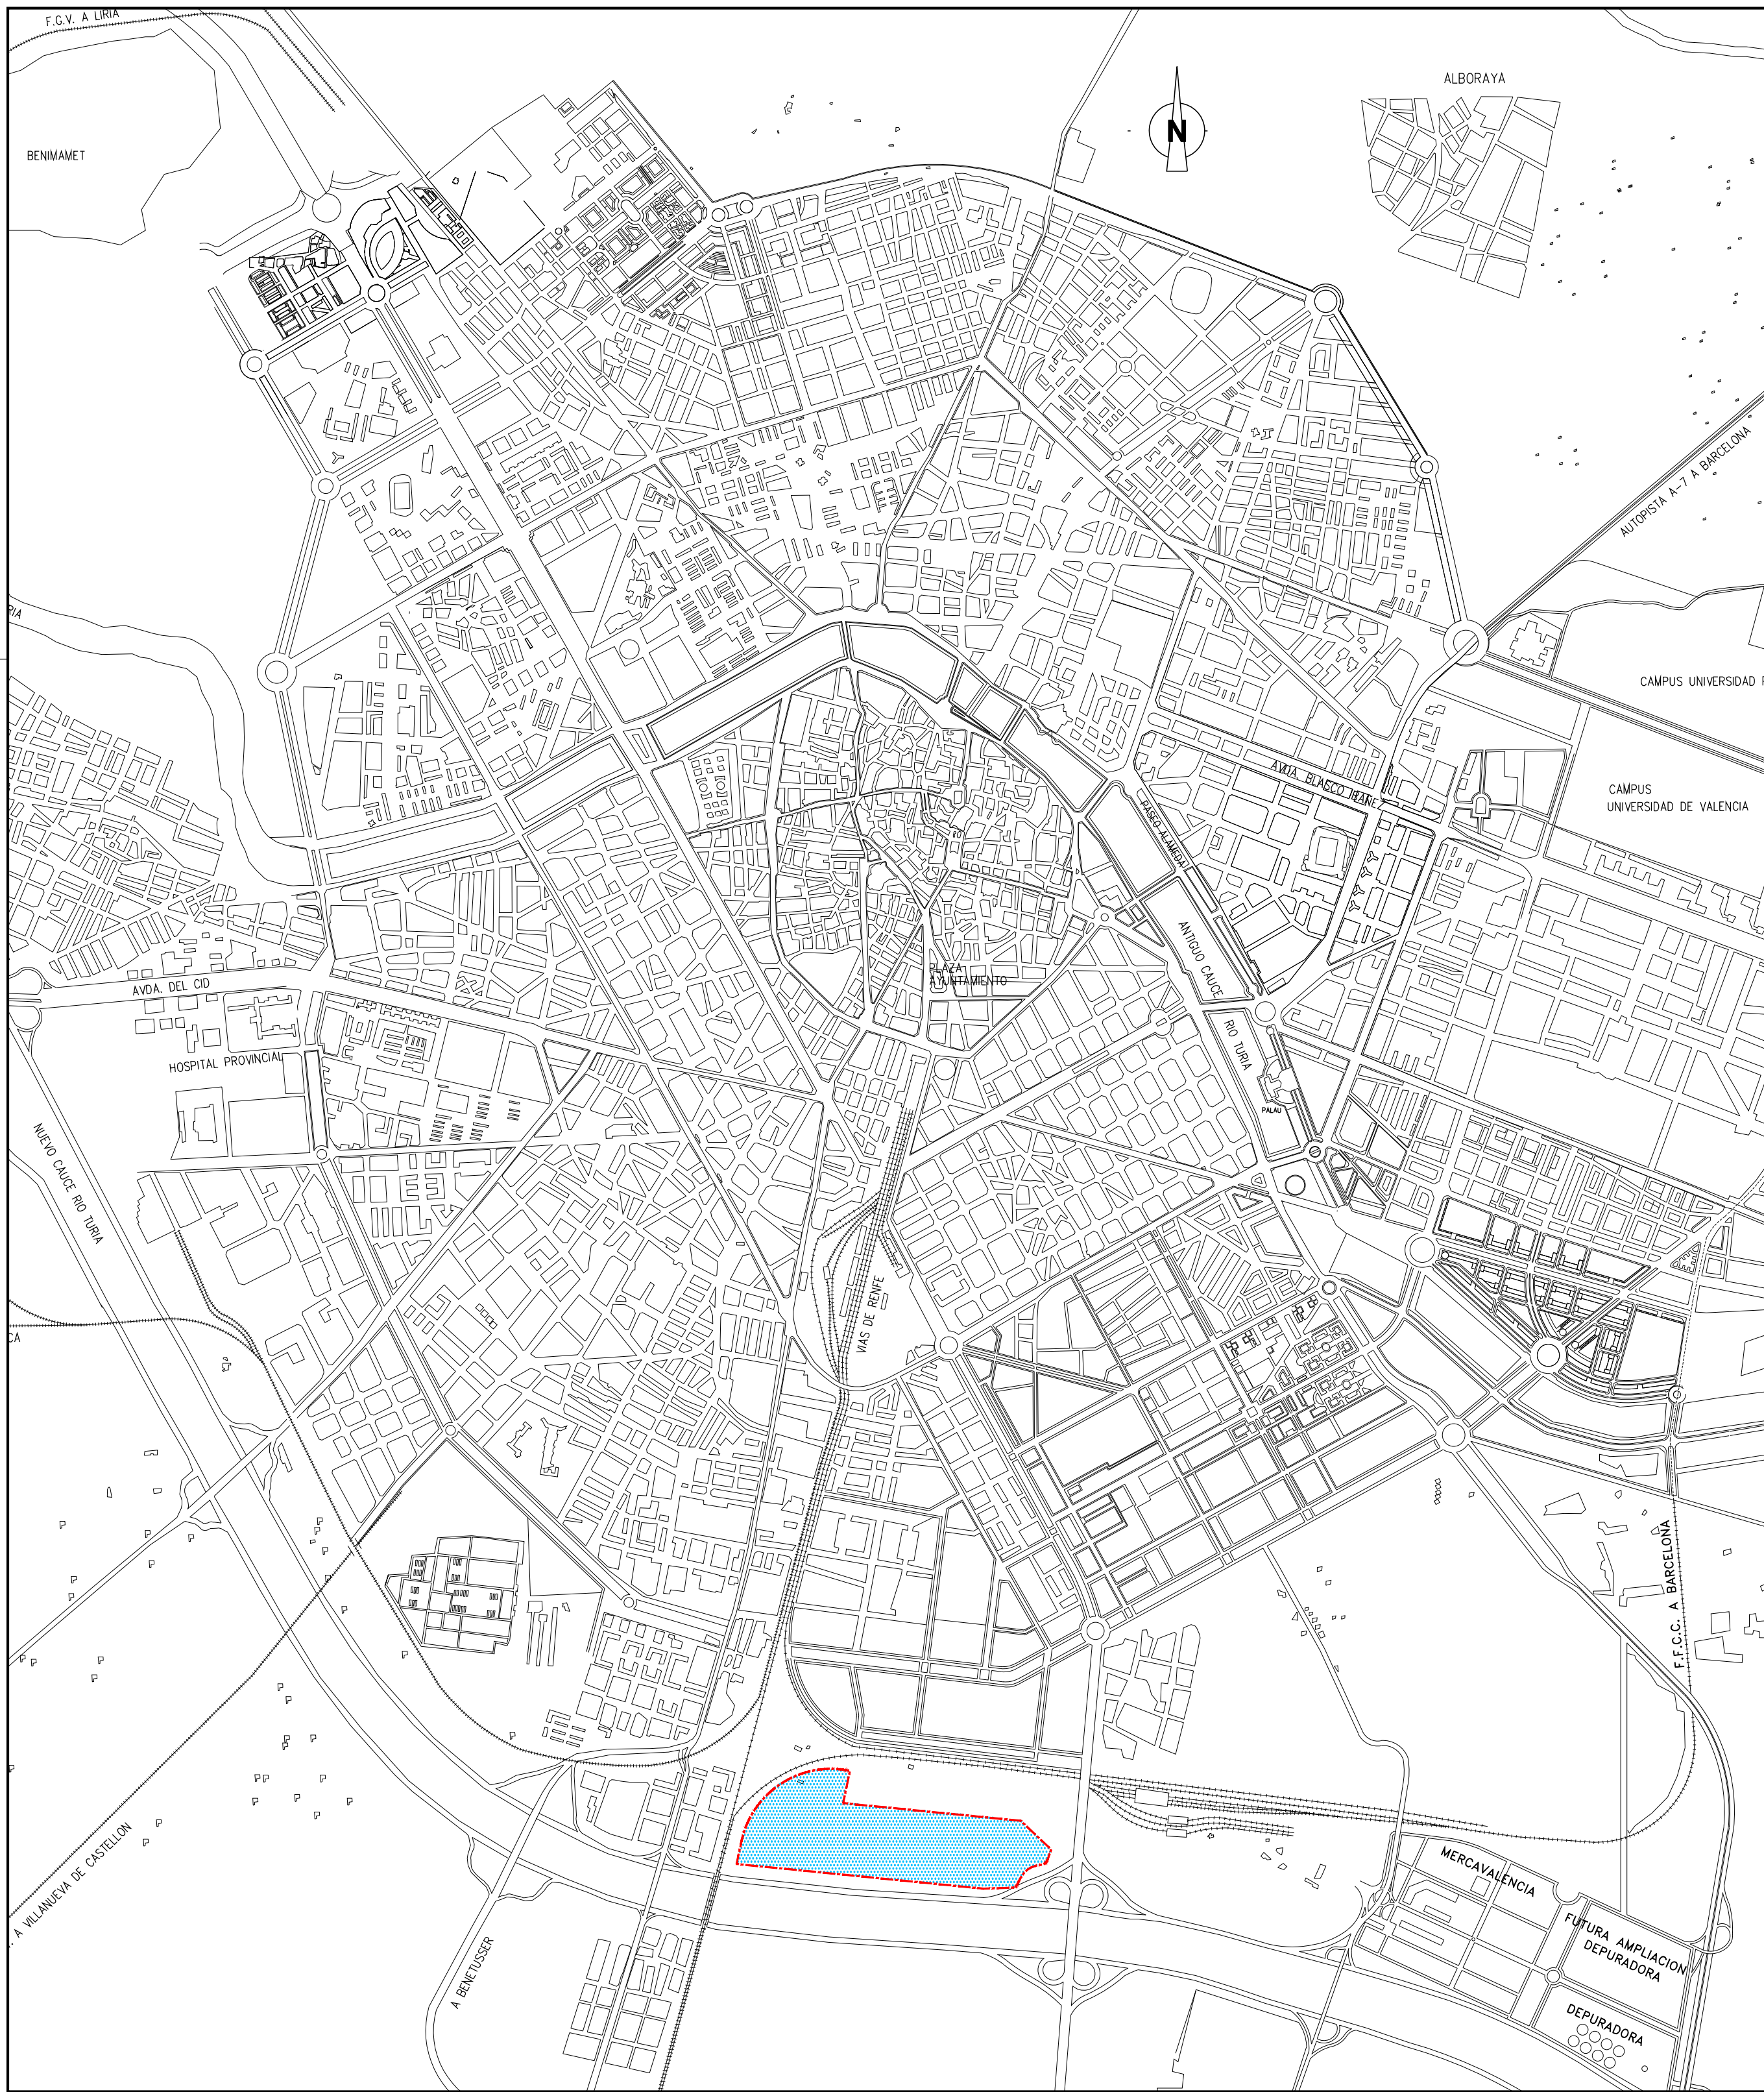 F.G.V. A LIRIA
ALBORAYA
N
BENIMAMET
AUTOPISTA A-7 A BARCELONA
RIA
CAMPUS UNIVERSIDAD
AVDA. BLASCO IBAÑEZ
CAMPUS
UNIVERSIDAD DE VALENCIA
PASEO ALAMEDA
ANTIGUO CAUCE
PLAZA
AYUNTAMIENTO
AVDA. DEL CID
RIO TURIA
HOSPITAL PROVINCIAL
PALAU
NUEVO CAUCE RIO TURIA
VIAS DE RENFE
CA
F.F.C.C. A BARCELONA
A VILLANUEVA DE CASTELLON
MERCAVALENCIA
FUTURA AMPLIACION
DEPURADORA
A BENETUSSER
DEPURADORA